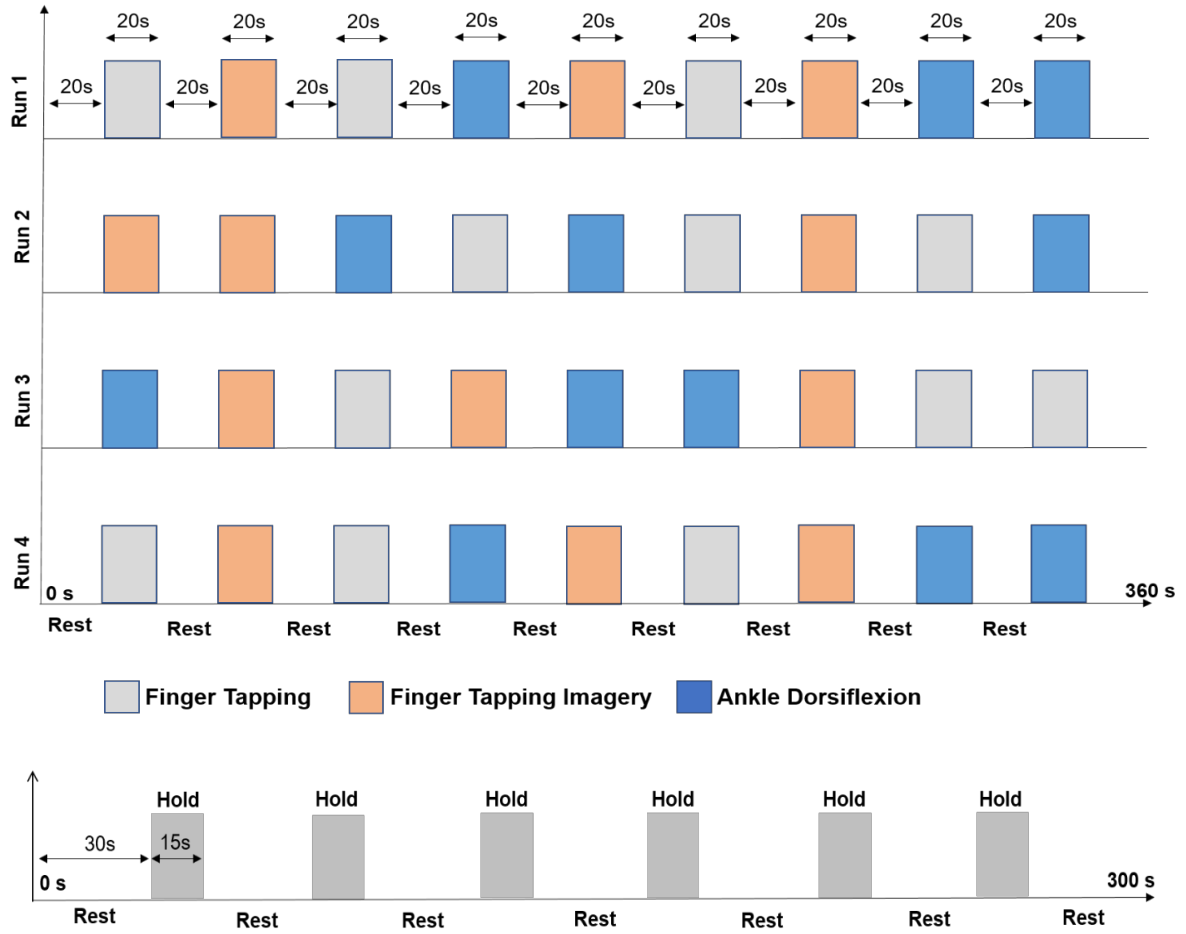 20s 20s 20s 20s 20s 20s 20s 20s 20s
20s 20s 20s 20s 20s 20s 20s 20s 20s
Run 1
Run 2
Run 3
Run 4
0 s 360 s
Rest Rest Rest Rest Rest Rest Rest Rest Rest
Finger Tapping Finger Tapping Imagery Ankle Dorsiflexion
Hold Hold Hold Hold Hold Hold
30s 15s
0 s 300 s
Rest Rest Rest Rest Rest Rest Rest